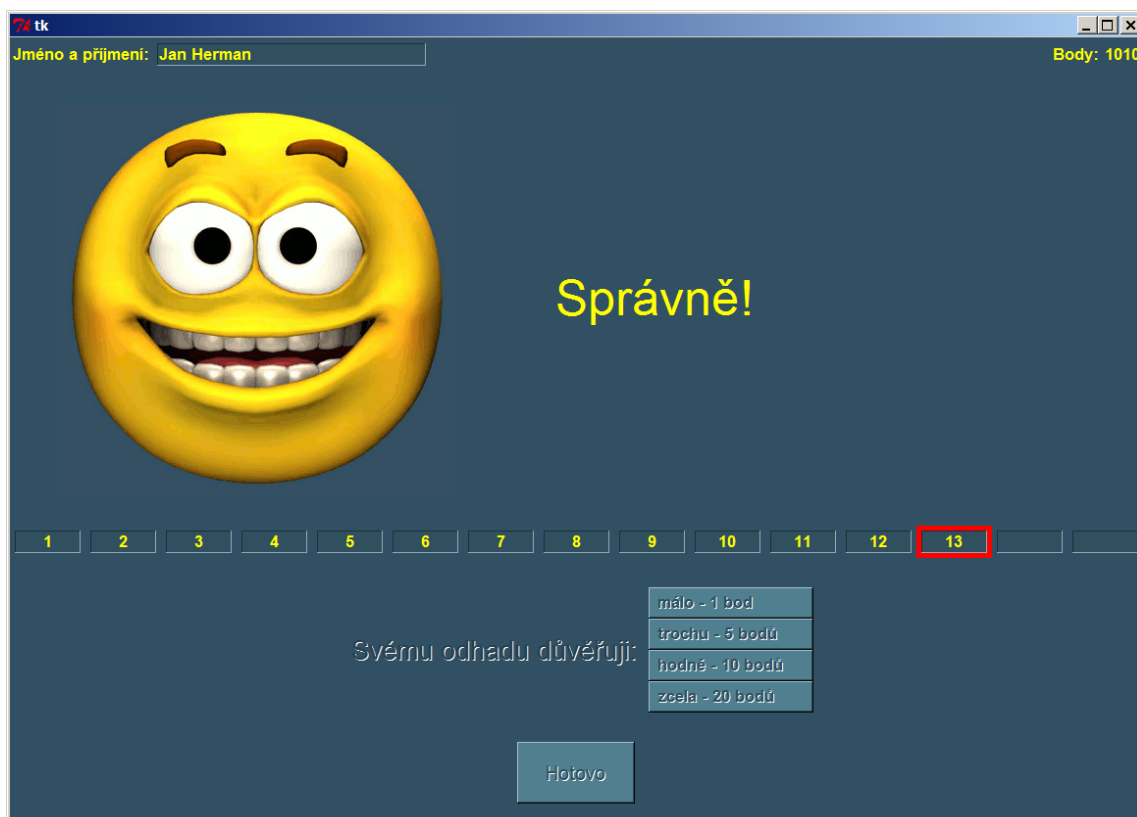 tk
Jméno a příjmení: Jan Herman
Body: 1010
Správně!
1 2 3 4 5 6 7 8 9 10 11 12 13
málo - 1 bod
trochu - 5 bodů
Svému odhadu důvěřuji:
hodně - 10 bodů
zcela - 20 bodů
Hotovo